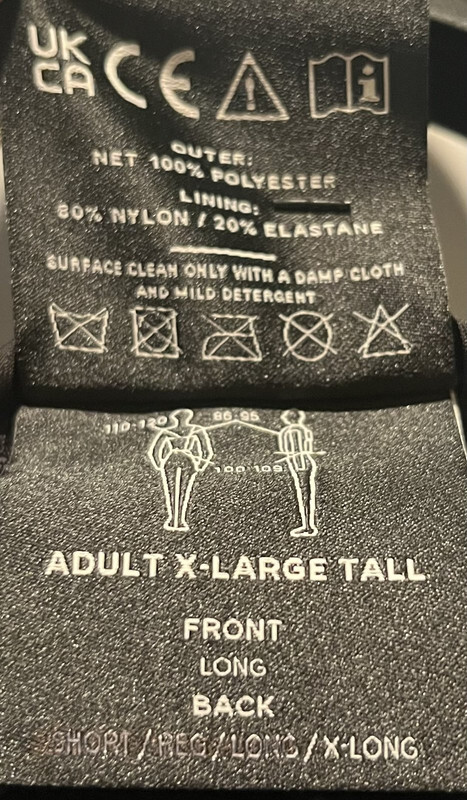 UK
CA CE
OUTER:
NET 100% POLYESTER
LINING:
80% NYLON / 20% ELASTANE
SURFACE CLEAN ONLY WITH A DAMP CLOTH
AND MILD DETERGENT
110-120 86-95
100 109
ADULT X-LARGE TALL
FRONT
LONG
BACK
SHORT / REG / LONG / X-LONG